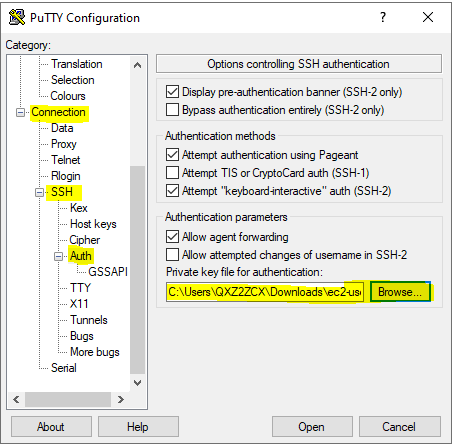 PuTTY Configuration
?
Category:
Translation
Selection
Colours
Connection
Data
Proxy
Telnet
Rlogin
SSH
Kex
Host keys
Cipher
Auth
GSSAPI
TTY
X11
Tunnels
Bugs
More bugs
Serial
Options controlling SSH authentication
Display pre-authentication banner (SSH-2 only)
Bypass authentication entirely (SSH-2 only)
Authentication methods
Attempt authentication using Pageant
Attempt TIS or CryptoCard auth (SSH-1)
Attempt "keyboard-interactive" auth (SSH-2)
Authentication parameters
Allow agent forwarding
Allow attempted changes of username in SSH-2
Private key file for authentication:
C:\Users\QXZ2ZCX\Downloads\ec2-use Browse...
About Help Open Cancel